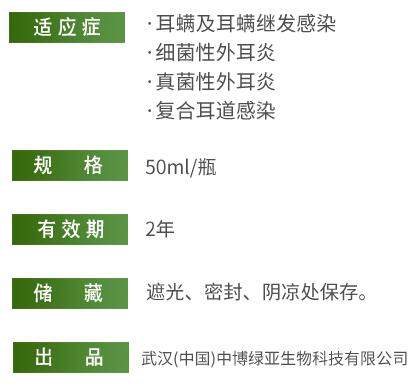 适应症 ·耳螨及耳螨继发感染
·细菌性外耳炎
·真菌性外耳炎
·复合耳道感染
规 格 50ml/瓶
有效期 2年
储 藏 遮光、密封、阴凉处保存。
出 品 武汉(中国)中博绿亚生物科技有限公司